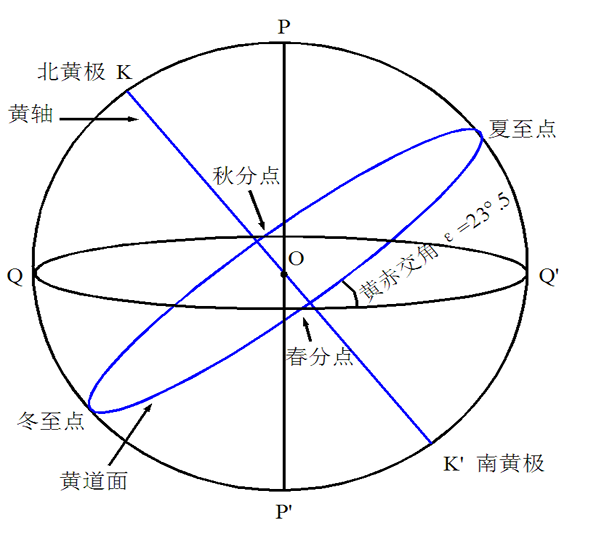 P
北黄极 K
黄轴
夏至点
秋分点
黄赤交角 ε =23°.5
O
Q
Q'
春分点
冬至点
K' 南黄极
黄道面
P'